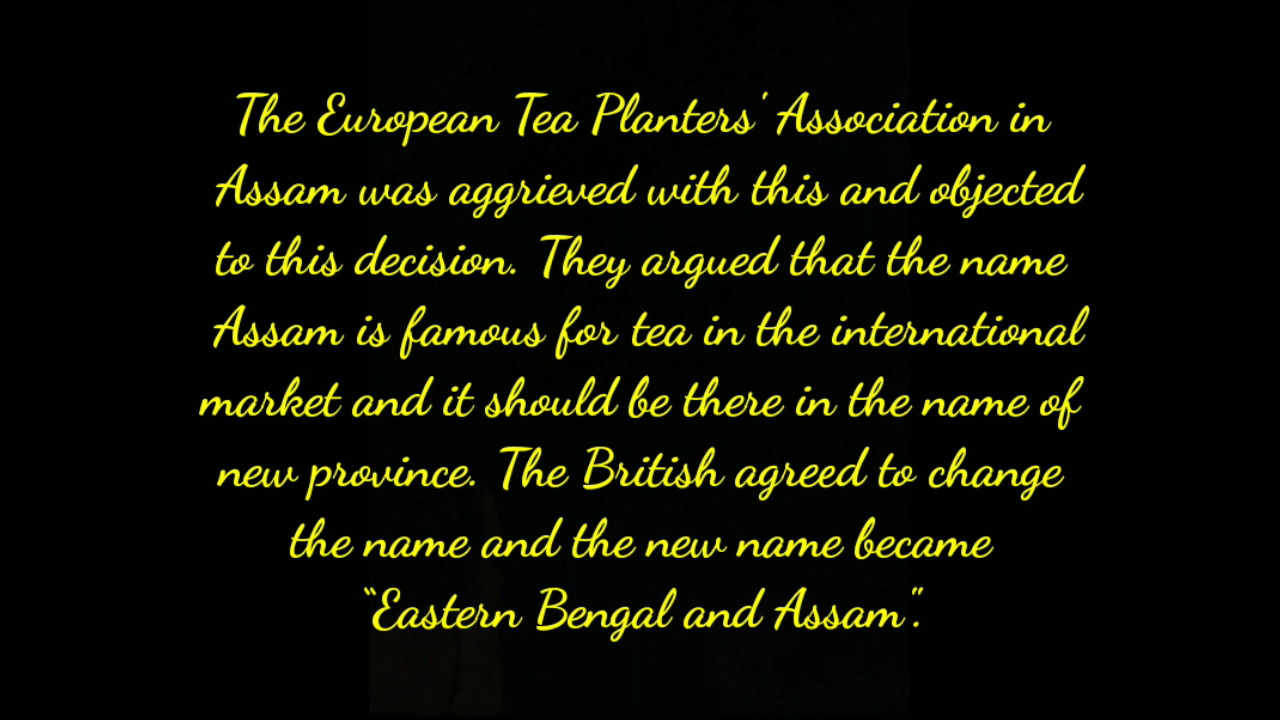 The European Tea Planters' Association in
Assam was aggrieved with this and objected
to this decision. They argued that the name
Assam is famous for tea in the international
market and it should be there in the name of
new province. The British agreed to change
the name and the new name became
“Eastern Bengal and Assam".